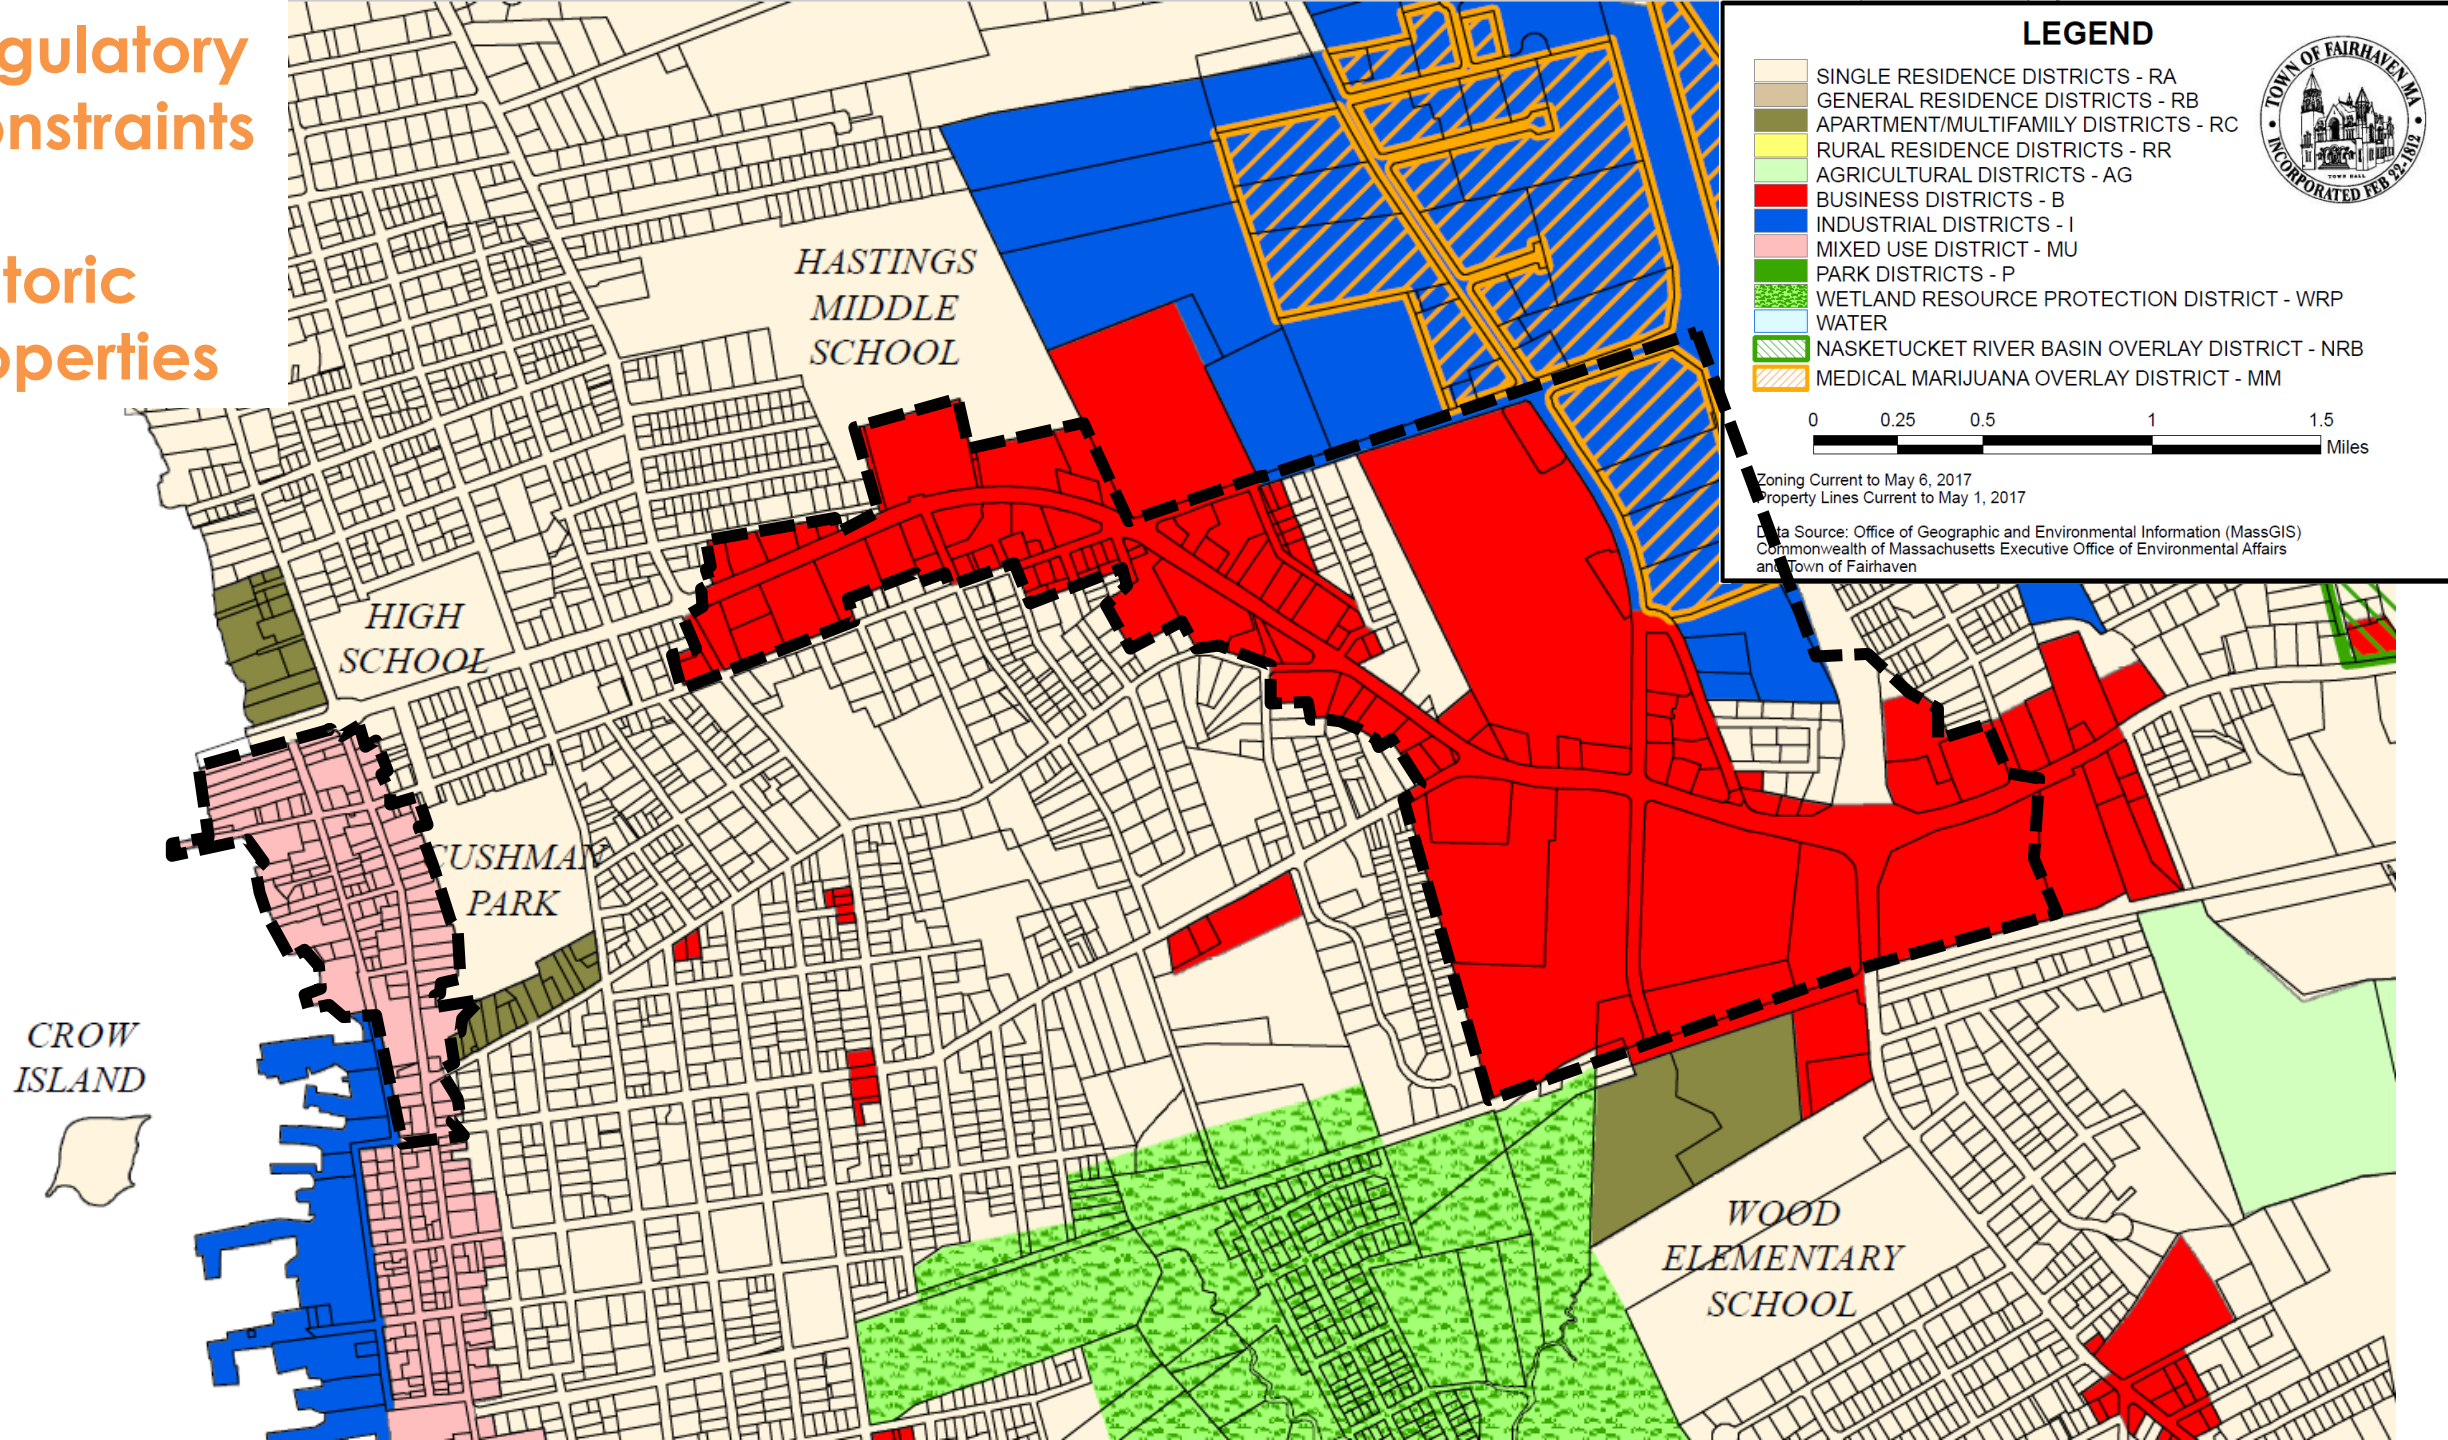 gulatory
onstraints
toric
operties
HASTINGS
MIDDLE
SCHOOL
HIGH
SCHOOL
CUSHMAN
PARK
CROW
ISLAND
WOOD
ELEMENTARY
SCHOOL
LEGEND
SINGLE RESIDENCE DISTRICTS - RA
GENERAL RESIDENCE DISTRICTS - RB
APARTMENT/MULTIFAMILY DISTRICTS - RC
RURAL RESIDENCE DISTRICTS - RR
AGRICULTURAL DISTRICTS - AG
BUSINESS DISTRICTS - B
INDUSTRIAL DISTRICTS - I
MIXED USE DISTRICT - MU
PARK DISTRICTS - P
WETLAND RESOURCE PROTECTION DISTRICT - WRP
WATER
NASKETUCKET RIVER BASIN OVERLAY DISTRICT - NRB
MEDICAL MARIJUANA OVERLAY DISTRICT - MM
TOWN OF FAIRHAVEN MA
TOWN HALL
INCORPORATED FEB 22-1812
0 0.25 0.5 1 1.5
Miles
Zoning Current to May 6, 2017
Property Lines Current to May 1, 2017
Data Source: Office of Geographic and Environmental Information (MassGIS)
Commonwealth of Massachusetts Executive Office of Environmental Affairs
and Town of Fairhaven